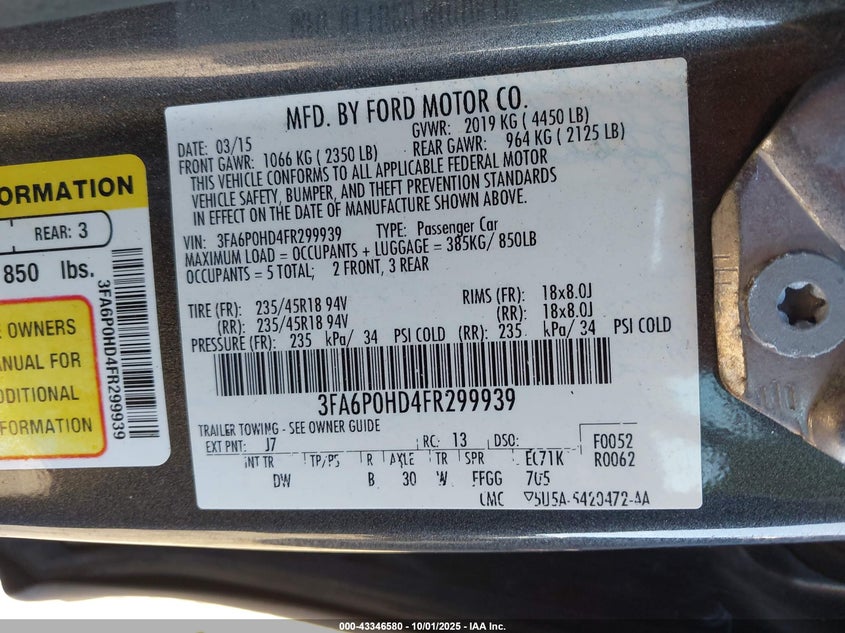 MFD. BY FORD MOTOR CO.
DATE: 03/15 GVWR: 2019 KG ( 4450 LB)
FRONT GAWR: 1066 KG ( 2350 LB) REAR GAWR: 964 KG ( 2125 LB)
THIS VEHICLE CONFORMS TO ALL APPLICABLE FEDERAL MOTOR
VEHICLE SAFETY, BUMPER, AND THEFT PREVENTION STANDARDS
IN EFFECT ON THE DATE OF MANUFACTURE SHOWN ABOVE.
VIN: 3FA6P0HD4FR299939 TYPE: Passenger Car
MAXIMUM LOAD = OCCUPANTS + LUGGAGE = 385KG/ 850LB
OCCUPANTS = 5 TOTAL; 2 FRONT, 3 REAR
TIRE (FR): 235/45R18 94V RIMS (FR): 18x8.0J
(RR): 235/45R18 94V (RR): 18x8.0J
PRESSURE (FR): 235 kPa/ 34 PSI COLD (RR): 235 kPa/ 34 PSI COLD
3FA6P0HD4FR299939
TRAILER TOWING - SEE OWNER GUIDE
EXT PNT: J7 RC: 13 DSO: F0052
INT TR TP/PS R AXLE TR SPR EL71K R0062
DW B 30 W FFGG 7U5
CMC ▽5U5A-5420472-AA
ORMATION
REAR: 3
850 lbs.
OWNERS
ANUAL FOR
DDITIONAL
FORMATION
3FA6P0HD4FR299939
000-43346580 - 10/01/2025 - IAA Inc.